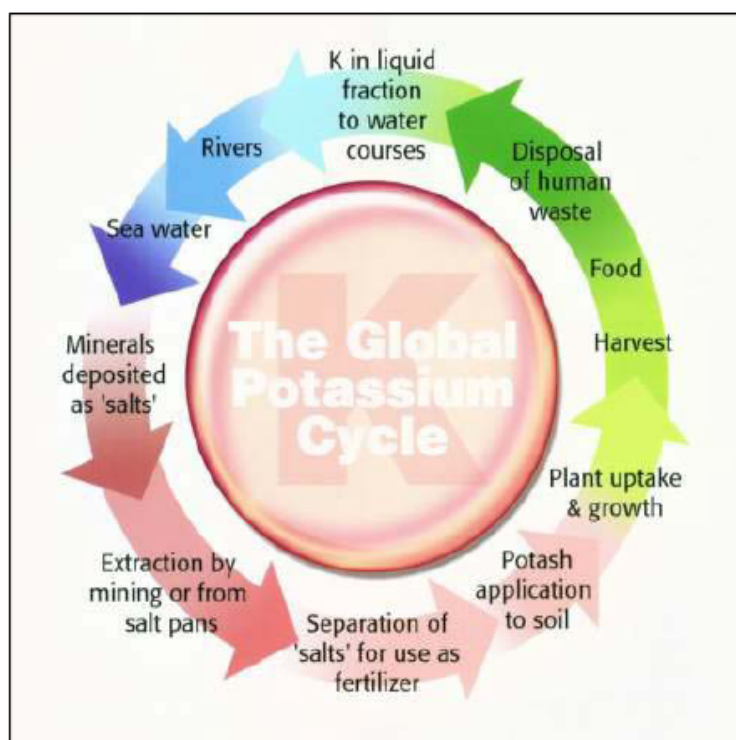 The Global
Potassium
Cycle
K
K in liquid
fraction
to water
courses
Rivers
Sea water
Minerals
deposited
as 'salts'
Extraction by
mining or from
salt pans
Separation of
'salts' for use as
fertilizer
Potash
application
to soil
Plant uptake
& growth
Harvest
Food
Disposal
of human
waste